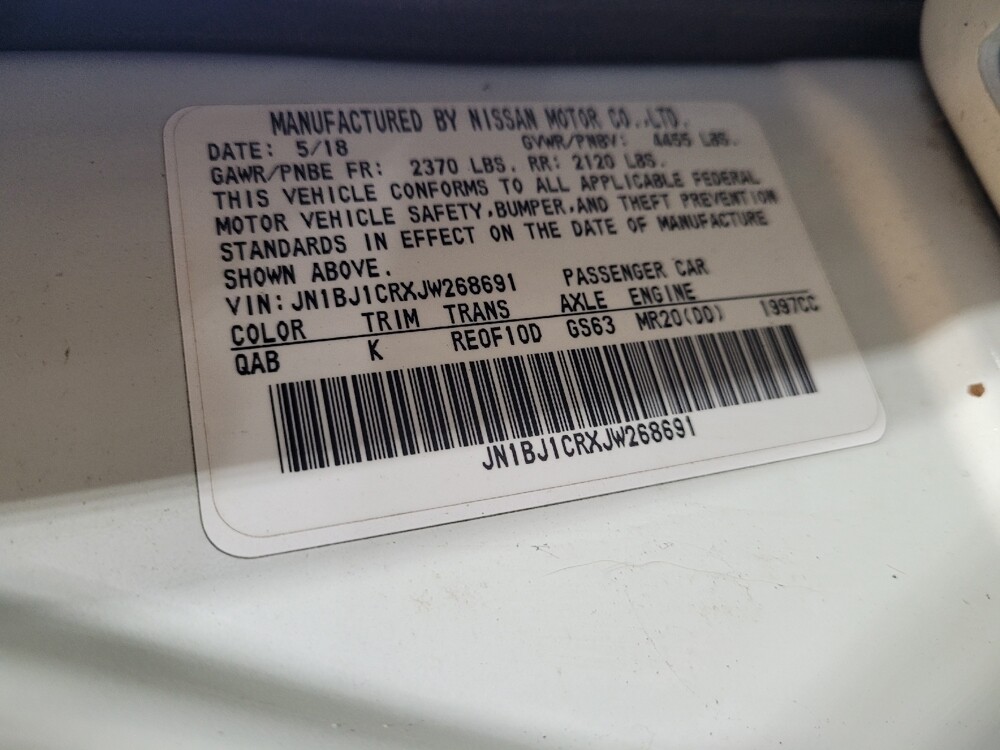 MANUFACTURED BY NISSAN MOTOR CO.,LTD.
DATE: 5/18 GVWR/PNBV: 4455 LBS.
GAWR/PNBE FR: 2370 LBS. RR: 2120 LBS.
THIS VEHICLE CONFORMS TO ALL APPLICABLE FEDERAL
MOTOR VEHICLE SAFETY,BUMPER,AND THEFT PREVENTION
STANDARDS IN EFFECT ON THE DATE OF MANUFACTURE
SHOWN ABOVE.
VIN: JN1BJ1CRXJW268691 PASSENGER CAR
COLOR TRIM TRANS AXLE ENGINE
QAB K RE0F10D GS63 MR20(DD) 1997CC
JN1BJ1CRXJW268691